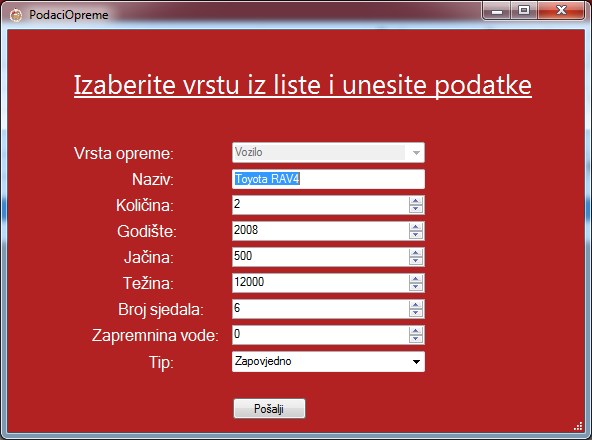 PodaciOpreme
Izaberite vrstu iz liste i unesite podatke
Vrsta opreme: Vozilo
Naziv: Toyota RAV4
Količina: 2
Godište: 2008
Jačina: 500
Težina: 12000
Broj sjedala: 6
Zapremnina vode: 0
Tip: Zapovjedno
Pošalji